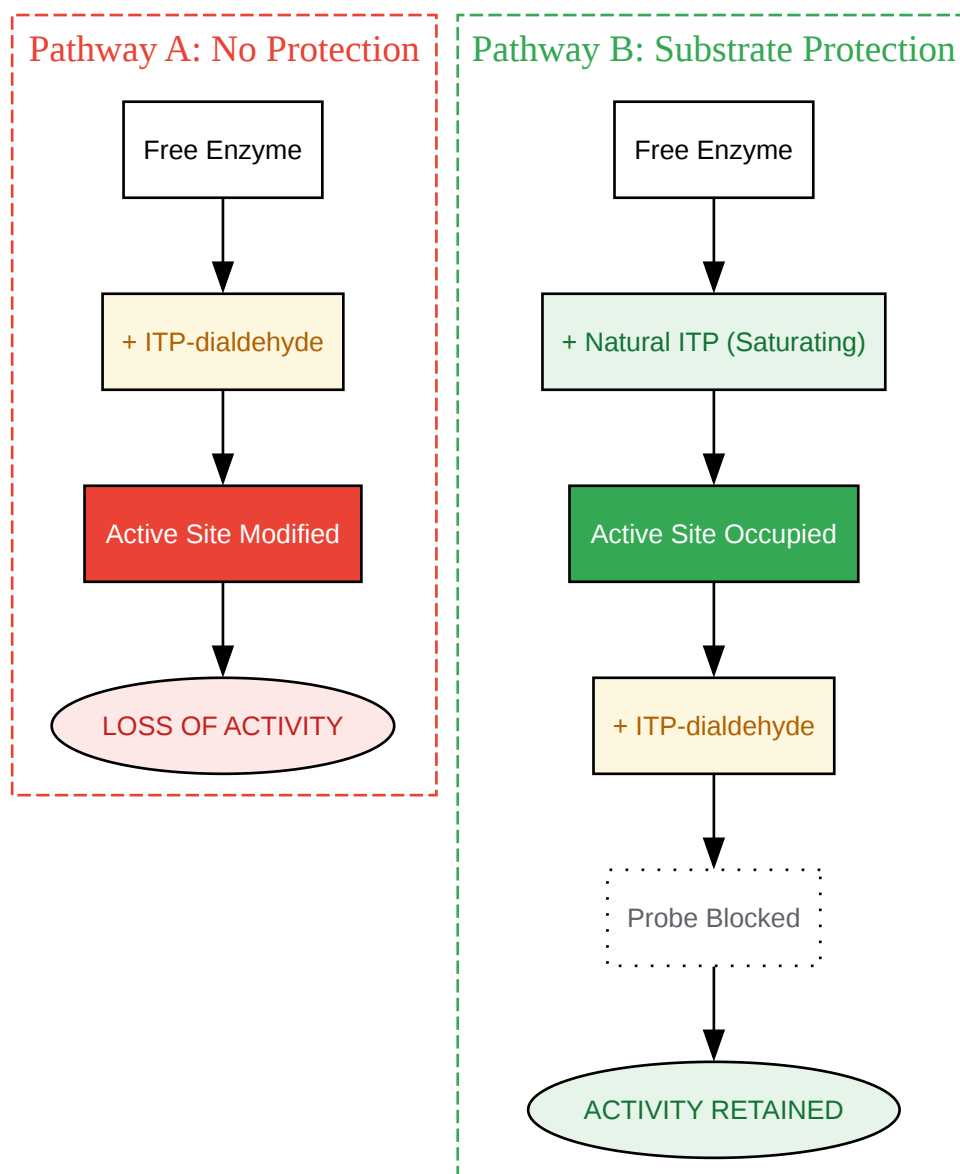 Pathway A: No Protection
Free Enzyme
+ ITP-dialdehyde
Active Site Modified
LOSS OF ACTIVITY
Pathway B: Substrate Protection
Free Enzyme
+ Natural ITP (Saturating)
Active Site Occupied
+ ITP-dialdehyde
Probe Blocked
ACTIVITY RETAINED